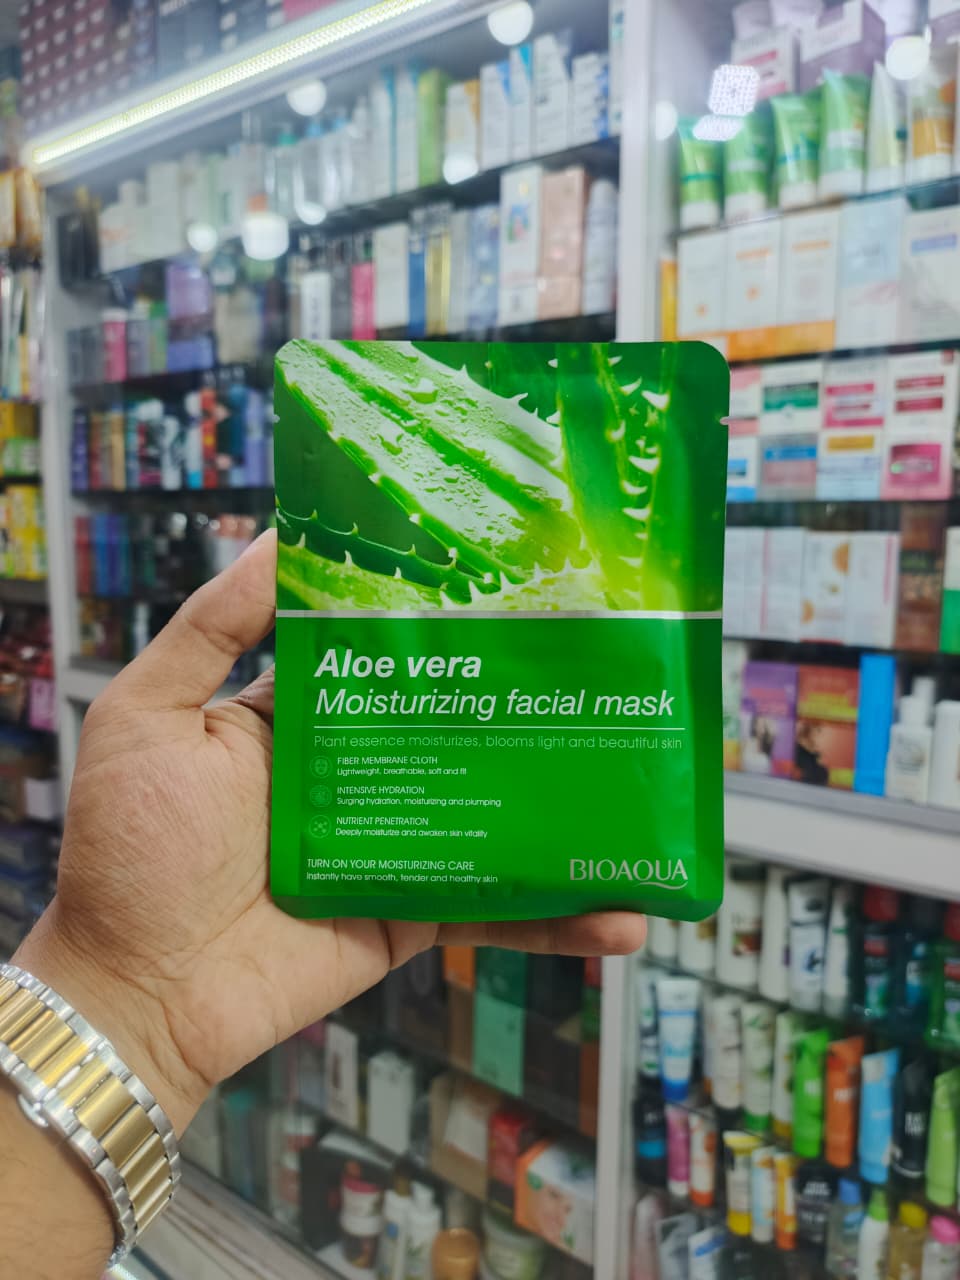 Aloe vera
Moisturizing facial mask
Plant essence moisturizes, blooms light and beautiful skin
FIBER MEMBRANE CLOTH
Lightweight, breathable, soft and fit
INTENSIVE HYDRATION
Surging hydration, moisturizing and plumping
NUTRIENT PENETRATION
Deeply moisturize and awaken skin vitality
TURN ON YOUR MOISTURIZING CARE
Instantly have smooth, tender and healthy skin
BIOAQUA